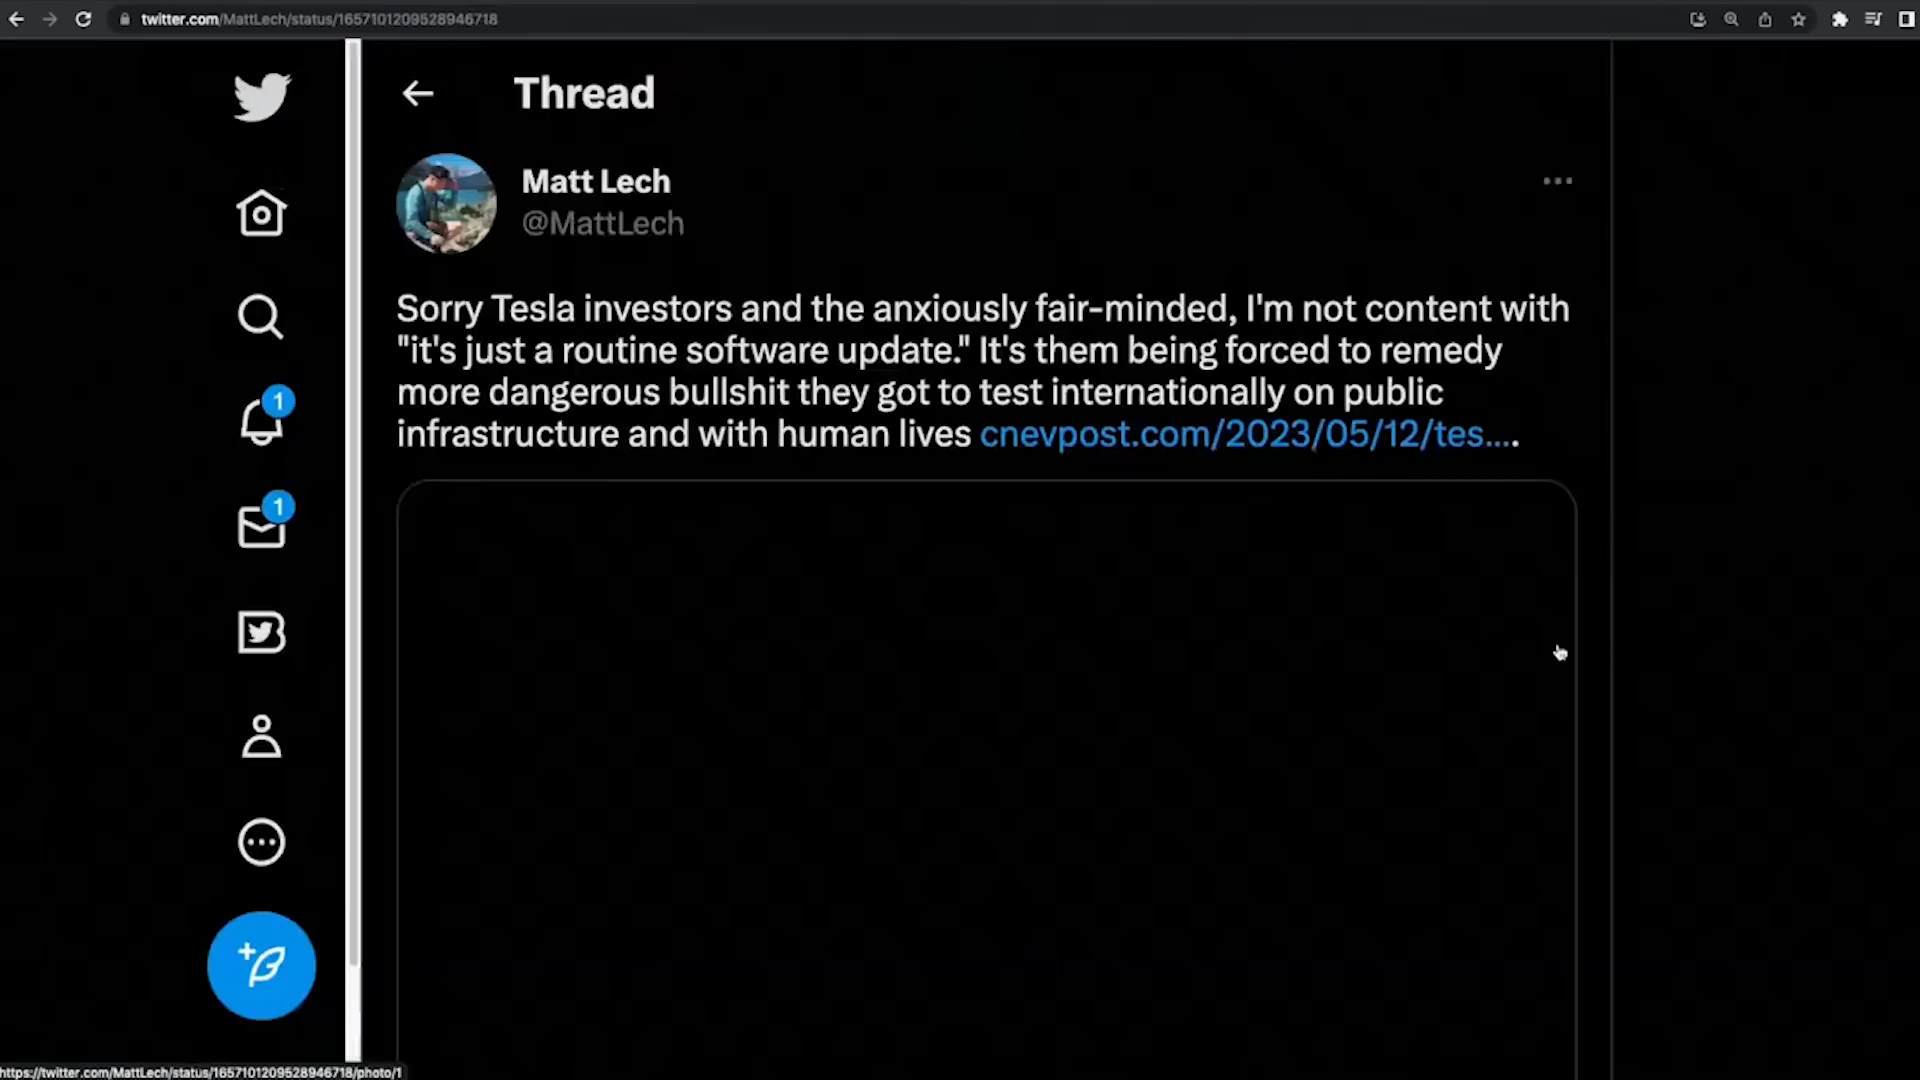 twitter.com/MattLech/status/1657101209528946718
Thread
Matt Lech
@MattLech
Sorry Tesla investors and the anxiously fair-minded, I'm not content with
"it's just a routine software update." It's them being forced to remedy
more dangerous bullshit they got to test internationally on public
infrastructure and with human lives cnevpost.com/2023/05/12/tes....
1
1
https://twitter.com/MattLech/status/1657101209528946718/photo/1